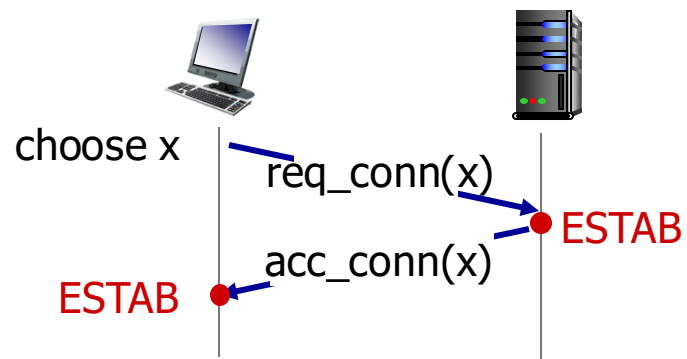 choose x
req_conn(x)
ESTAB
acc_conn(x)
ESTAB